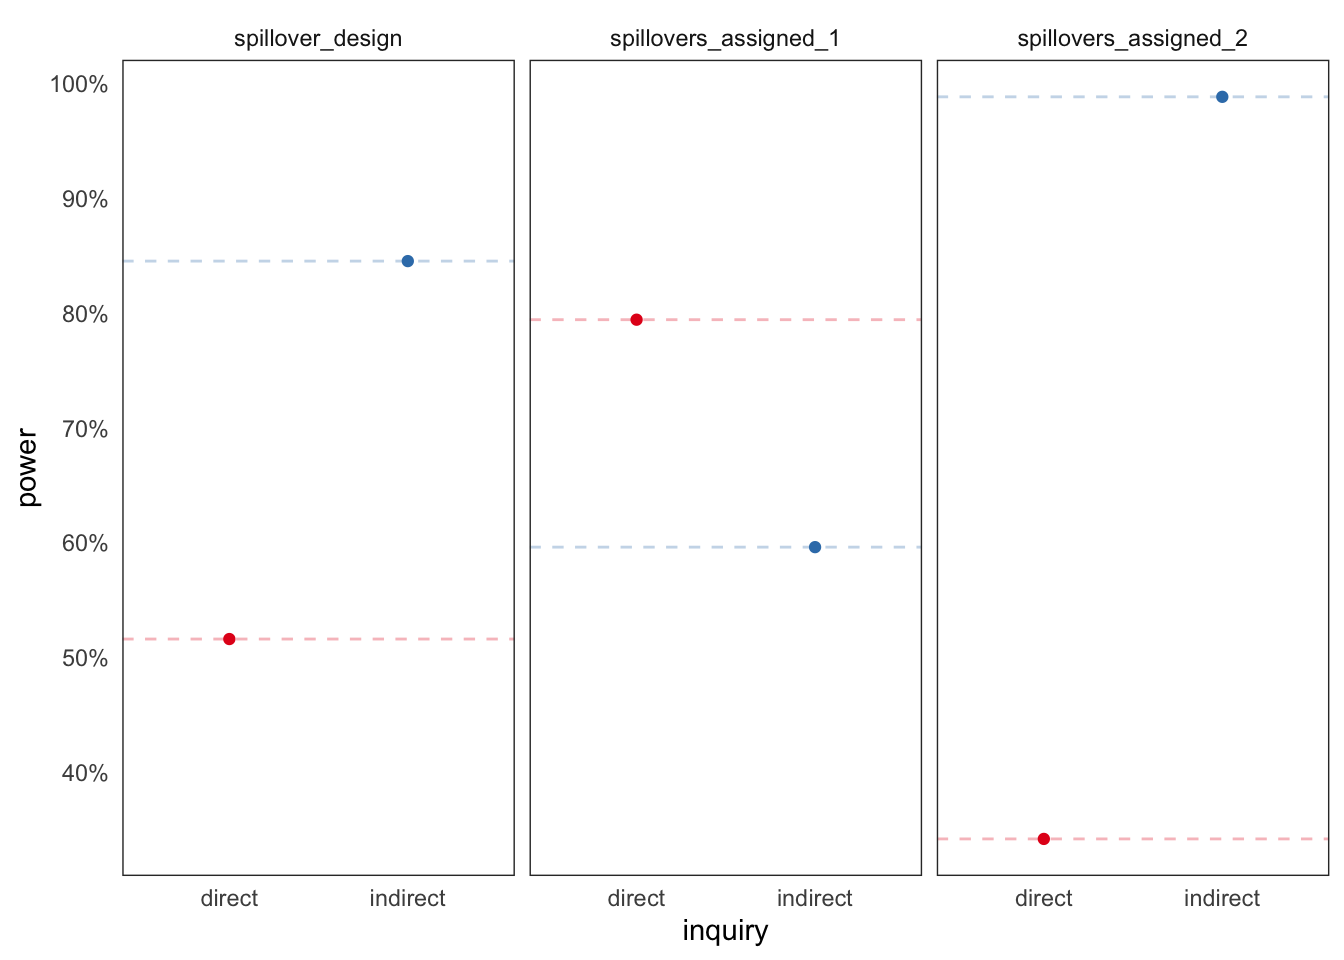 spillover_design spillovers_assigned_1 spillovers_assigned_2
100%
90%
80%
70%
60%
50%
40%
power
direct indirect direct indirect direct indirect
inquiry